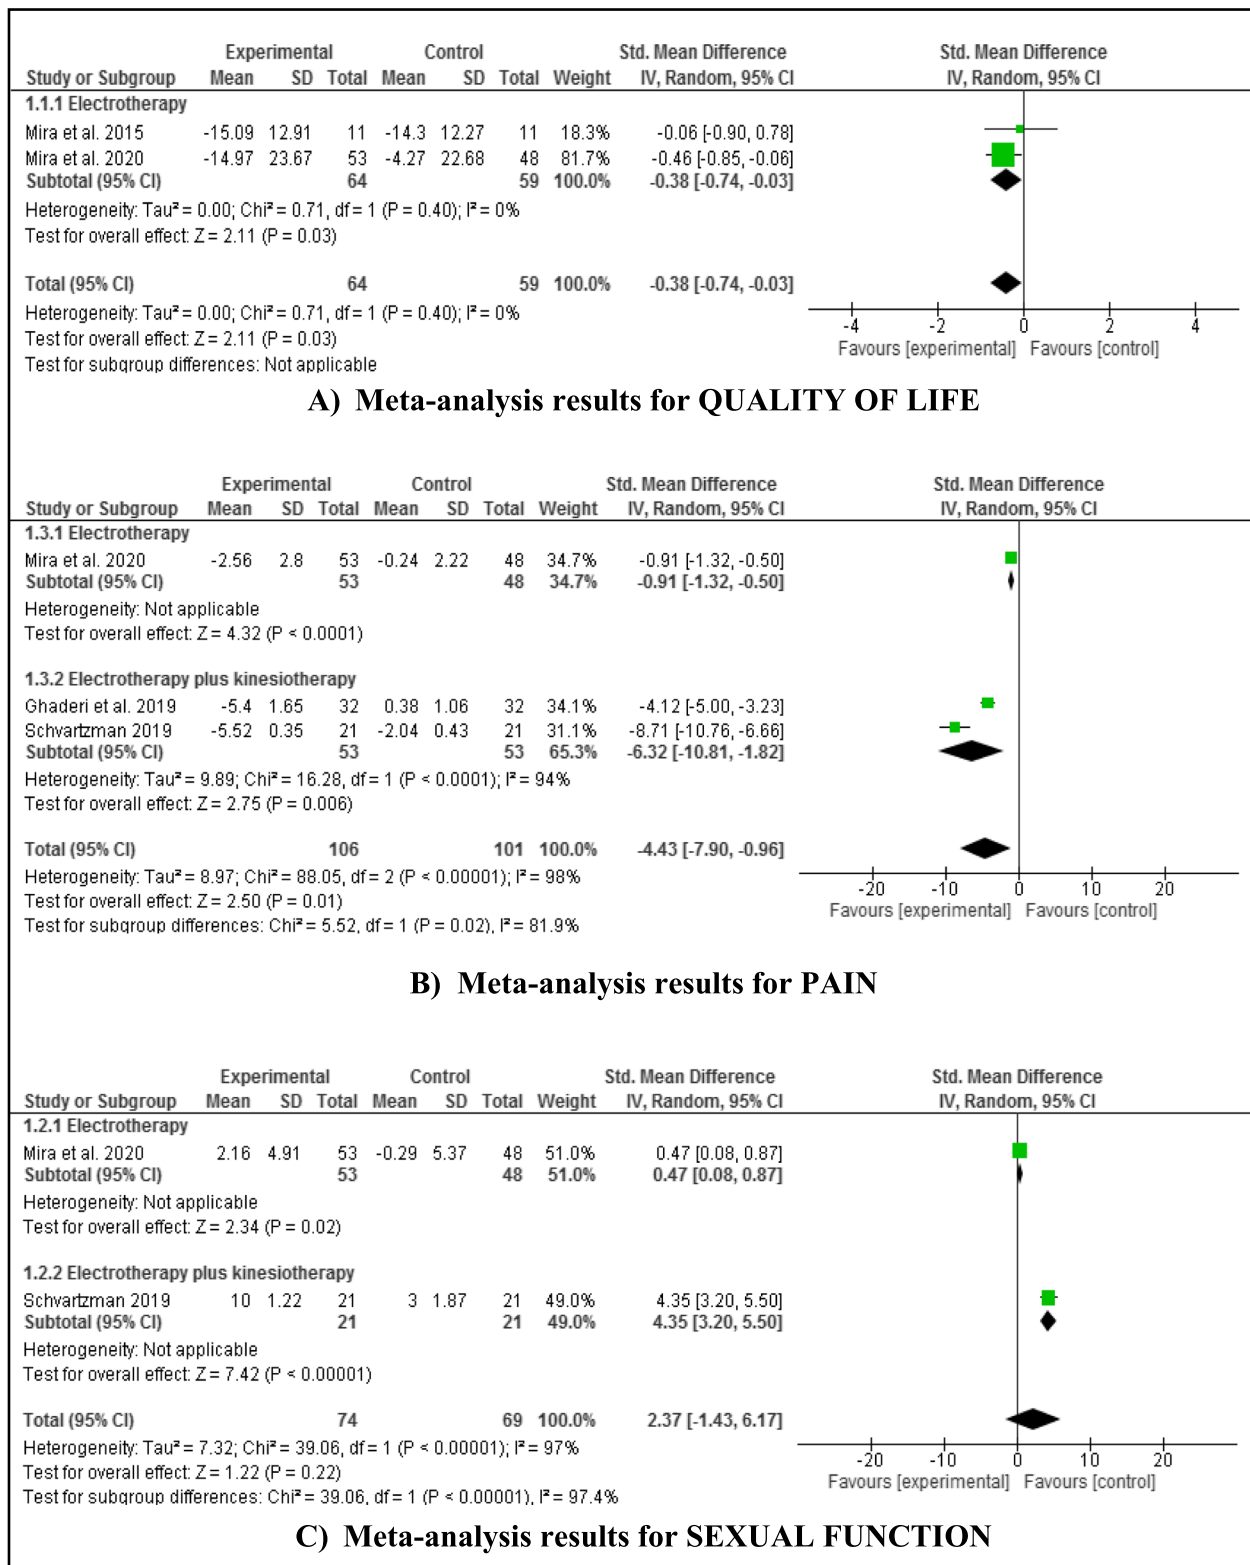 Experimental Control Std. Mean Difference Std. Mean Difference
Study or Subgroup Mean SD Total Mean SD Total Weight IV, Random, 95% CI IV, Random, 95% CI
1.1.1 Electrotherapy
Mira et al. 2015 -15.09 12.91 11 -14.3 12.27 11 18.3% -0.06 [-0.90, 0.78]
Mira et al. 2020 -14.97 23.67 53 -4.27 22.68 48 81.7% -0.46 [-0.85, -0.06]
Subtotal (95% CI) 64 59 100.0% -0.38 [-0.74, -0.03]
Heterogeneity: Tau² = 0.00; Chi² = 0.71, df = 1 (P = 0.40); I² = 0%
Test for overall effect: Z = 2.11 (P = 0.03)
Total (95% CI) 64 59 100.0% -0.38 [-0.74, -0.03]
Heterogeneity: Tau² = 0.00; Chi² = 0.71, df = 1 (P = 0.40); I² = 0%
Test for overall effect: Z = 2.11 (P = 0.03)
Test for subgroup differences: Not applicable
-4 -2 0 2 4
Favours [experimental] Favours [control]
A) Meta-analysis results for QUALITY OF LIFE
Experimental Control Std. Mean Difference Std. Mean Difference
Study or Subgroup Mean SD Total Mean SD Total Weight IV, Random, 95% CI IV, Random, 95% CI
1.3.1 Electrotherapy
Mira et al. 2020 -2.56 2.8 53 -0.24 2.22 48 34.7% -0.91 [-1.32, -0.50]
Subtotal (95% CI) 53 48 34.7% -0.91 [-1.32, -0.50]
Heterogeneity: Not applicable
Test for overall effect: Z = 4.32 (P < 0.0001)
1.3.2 Electrotherapy plus kinesiotherapy
Ghaderi et al. 2019 -5.4 1.65 32 0.38 1.06 32 34.1% -4.12 [-5.00, -3.23]
Schvartzman 2019 -5.52 0.35 21 -2.04 0.43 21 31.1% -8.71 [-10.76, -6.66]
Subtotal (95% CI) 53 53 65.3% -6.32 [-10.81, -1.82]
Heterogeneity: Tau² = 9.89; Chi² = 16.28, df = 1 (P < 0.0001); I² = 94%
Test for overall effect: Z = 2.75 (P = 0.006)
Total (95% CI) 106 101 100.0% -4.43 [-7.90, -0.96]
Heterogeneity: Tau² = 8.97; Chi² = 88.05, df = 2 (P < 0.00001); I² = 98%
Test for overall effect: Z = 2.50 (P = 0.01)
Test for subgroup differences: Chi² = 5.52, df = 1 (P = 0.02), I² = 81.9%
-20 -10 0 10 20
Favours [experimental] Favours [control]
B) Meta-analysis results for PAIN
Experimental Control Std. Mean Difference Std. Mean Difference
Study or Subgroup Mean SD Total Mean SD Total Weight IV, Random, 95% CI IV, Random, 95% CI
1.2.1 Electrotherapy
Mira et al. 2020 2.16 4.91 53 -0.29 5.37 48 51.0% 0.47 [0.08, 0.87]
Subtotal (95% CI) 53 48 51.0% 0.47 [0.08, 0.87]
Heterogeneity: Not applicable
Test for overall effect: Z = 2.34 (P = 0.02)
1.2.2 Electrotherapy plus kinesiotherapy
Schvartzman 2019 10 1.22 21 3 1.87 21 49.0% 4.35 [3.20, 5.50]
Subtotal (95% CI) 21 21 49.0% 4.35 [3.20, 5.50]
Heterogeneity: Not applicable
Test for overall effect: Z = 7.42 (P < 0.00001)
Total (95% CI) 74 69 100.0% 2.37 [-1.43, 6.17]
Heterogeneity: Tau² = 7.32; Chi² = 39.06, df = 1 (P < 0.00001); I² = 97%
Test for overall effect: Z = 1.22 (P = 0.22)
Test for subgroup differences: Chi² = 39.06, df = 1 (P < 0.00001), I² = 97.4%
-20 -10 0 10 20
Favours [experimental] Favours [control]
C) Meta-analysis results for SEXUAL FUNCTION